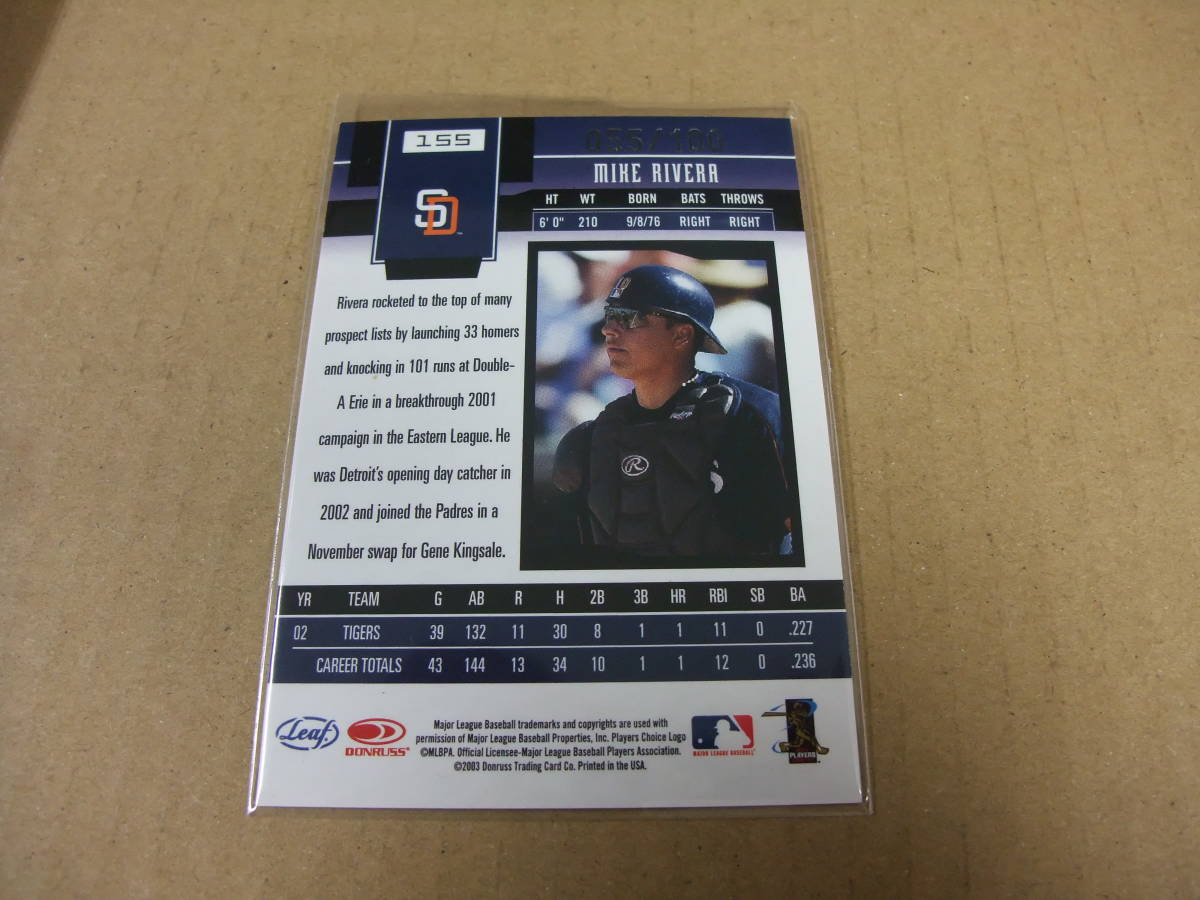 155
/100
MIKE RIVERA
HT WT BORN BATS THROWS
6' 0" 210 9/8/76 RIGHT RIGHT
SD
Rivera rocketed to the top of many
prospect lists by launching 33 homers
and knocking in 101 runs at Double-
A Erie in a breakthrough 2001
campaign in the Eastern League. He
was Detroit's opening day catcher in
2002 and joined the Padres in a
November swap for Gene Kingsale.
R
YR TEAM G AB R H 2B 3B HR RBI SB BA
02 TIGERS 39 132 11 30 8 1 1 11 0 .227
CAREER TOTALS 43 144 13 34 10 1 1 12 0 .236
Leaf
DONRUSS
Major League Baseball trademarks and copyrights are used with
permission of Major League Baseball Properties, Inc. Players Choice Logo
©MLBPA. Official Licensee-Major League Baseball Players Association.
©2003 Donruss Trading Card Co. Printed in the USA.
MAJOR LEAGUE BASEBALL
PLAYERS